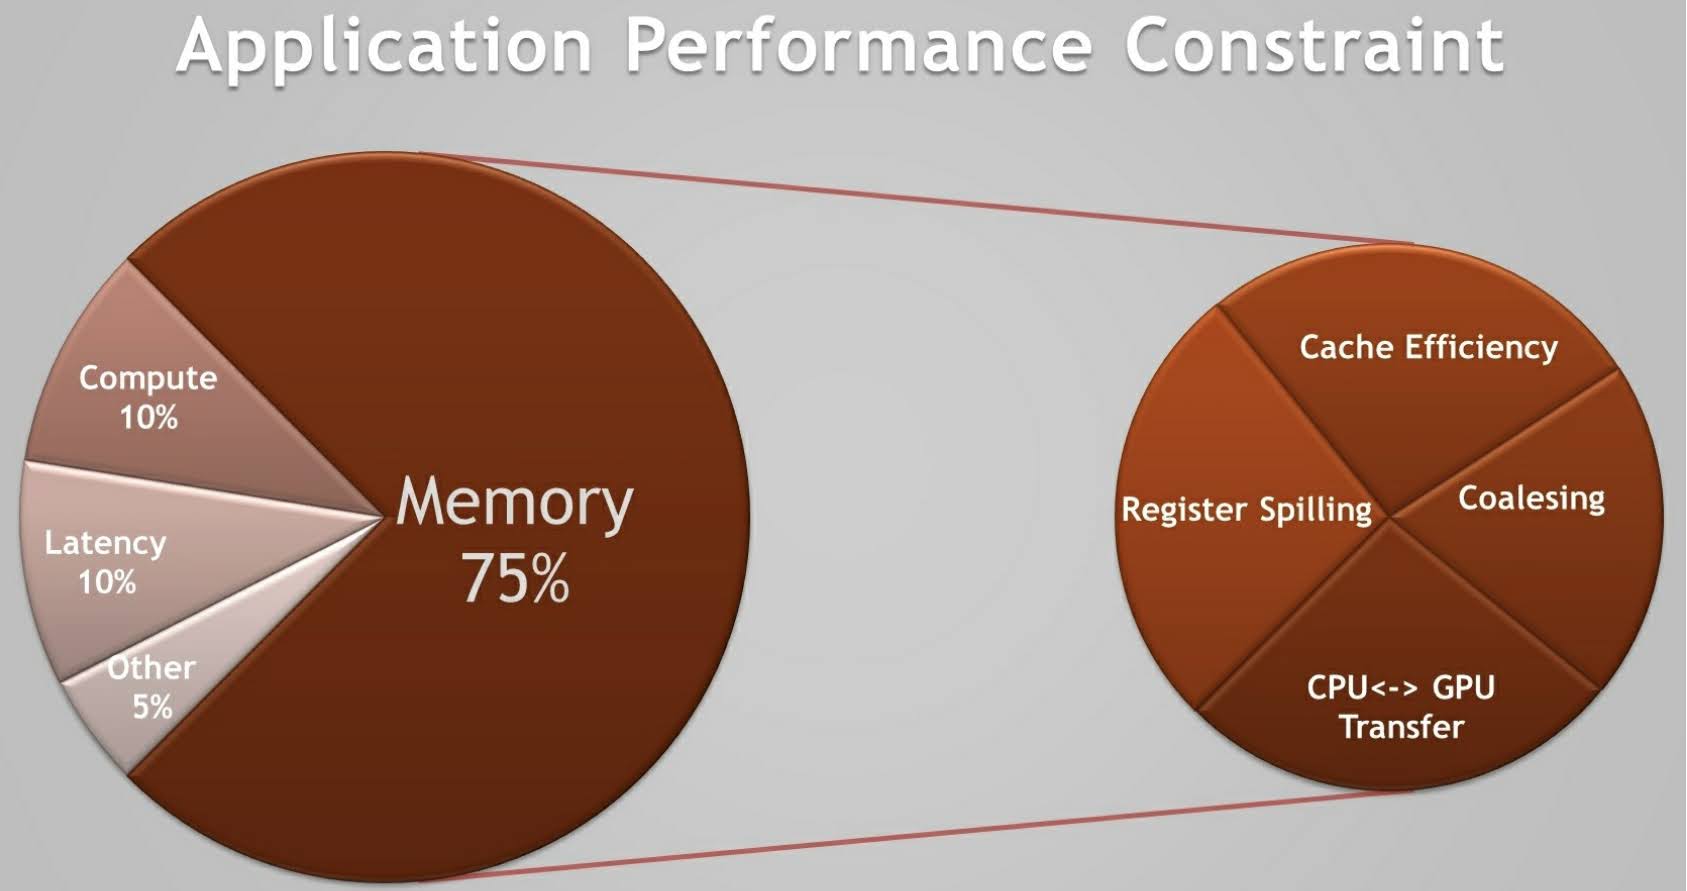 Application Performance Constraint
Compute
10%
Latency
10%
Other
5%
Memory
75%
Cache Efficiency
Coalesing
Register Spilling
CPU<-> GPU
Transfer